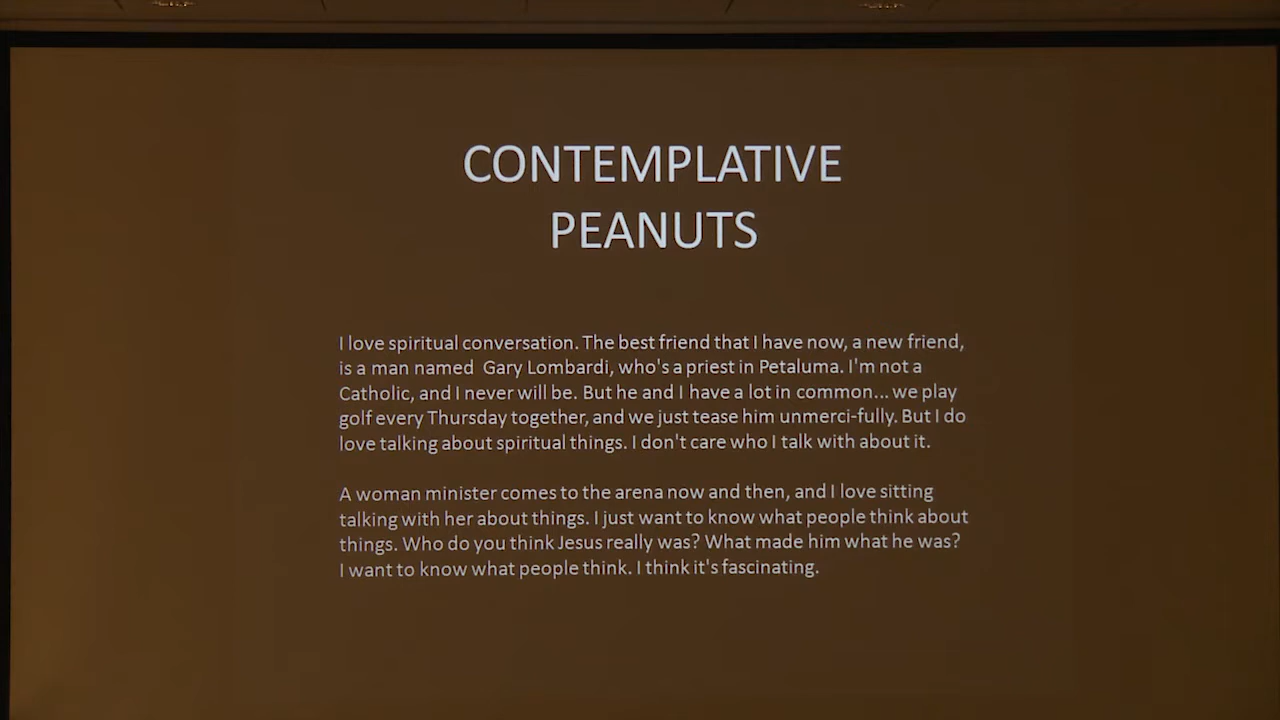 CONTEMPLATIVE
PEANUTS
I love spiritual conversation. The best friend that I have now, a new friend,
is a man named  Gary Lombardi, who's a priest in Petaluma. I'm not a
Catholic, and I never will be. But he and I have a lot in common... we play
golf every Thursday together, and we just tease him unmerci-fully. But I do
love talking about spiritual things. I don't care who I talk with about it.
A woman minister comes to the arena now and then, and I love sitting
talking with her about things. I just want to know what people think about
things. Who do you think Jesus really was? What made him what he was?
I want to know what people think. I think it's fascinating.